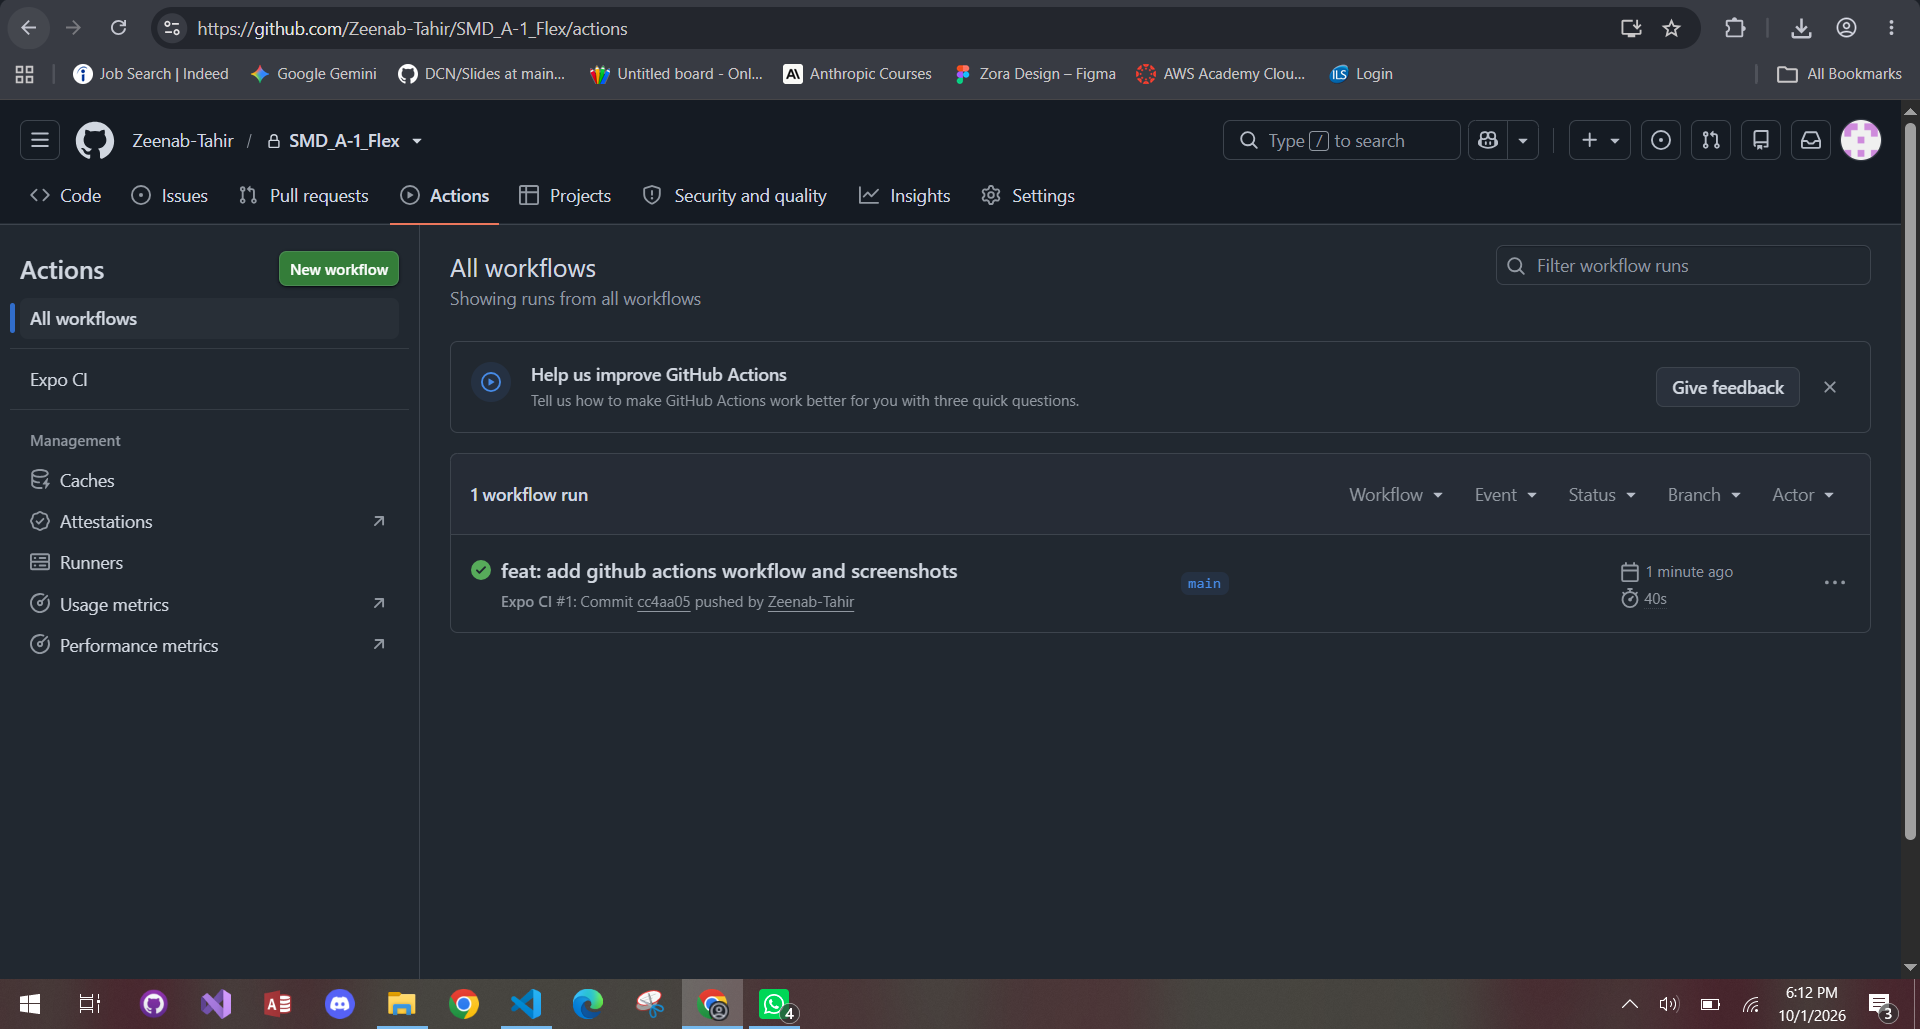 https://github.com/Zeenab-Tahir/SMD_A-1_Flex/actions
Job Search | Indeed
Google Gemini
DCN/Slides at main...
Untitled board - Onl...
Anthropic Courses
Zora Design – Figma
AWS Academy Clou...
ILS Login
All Bookmarks
Zeenab-Tahir / SMD_A-1_Flex
Type / to search
Code
Issues
Pull requests
Actions
Projects
Security and quality
Insights
Settings
Actions
New workflow
All workflows
Expo CI
Management
Caches
Attestations
Runners
Usage metrics
Performance metrics
All workflows
Showing runs from all workflows
Filter workflow runs
Help us improve GitHub Actions
Tell us how to make GitHub Actions work better for you with three quick questions.
Give feedback
1 workflow run
Workflow
Event
Status
Branch
Actor
feat: add github actions workflow and screenshots
Expo CI #1: Commit cc4aa05 pushed by Zeenab-Tahir
main
1 minute ago
40s
4
6:12 PM
10/1/2026
3